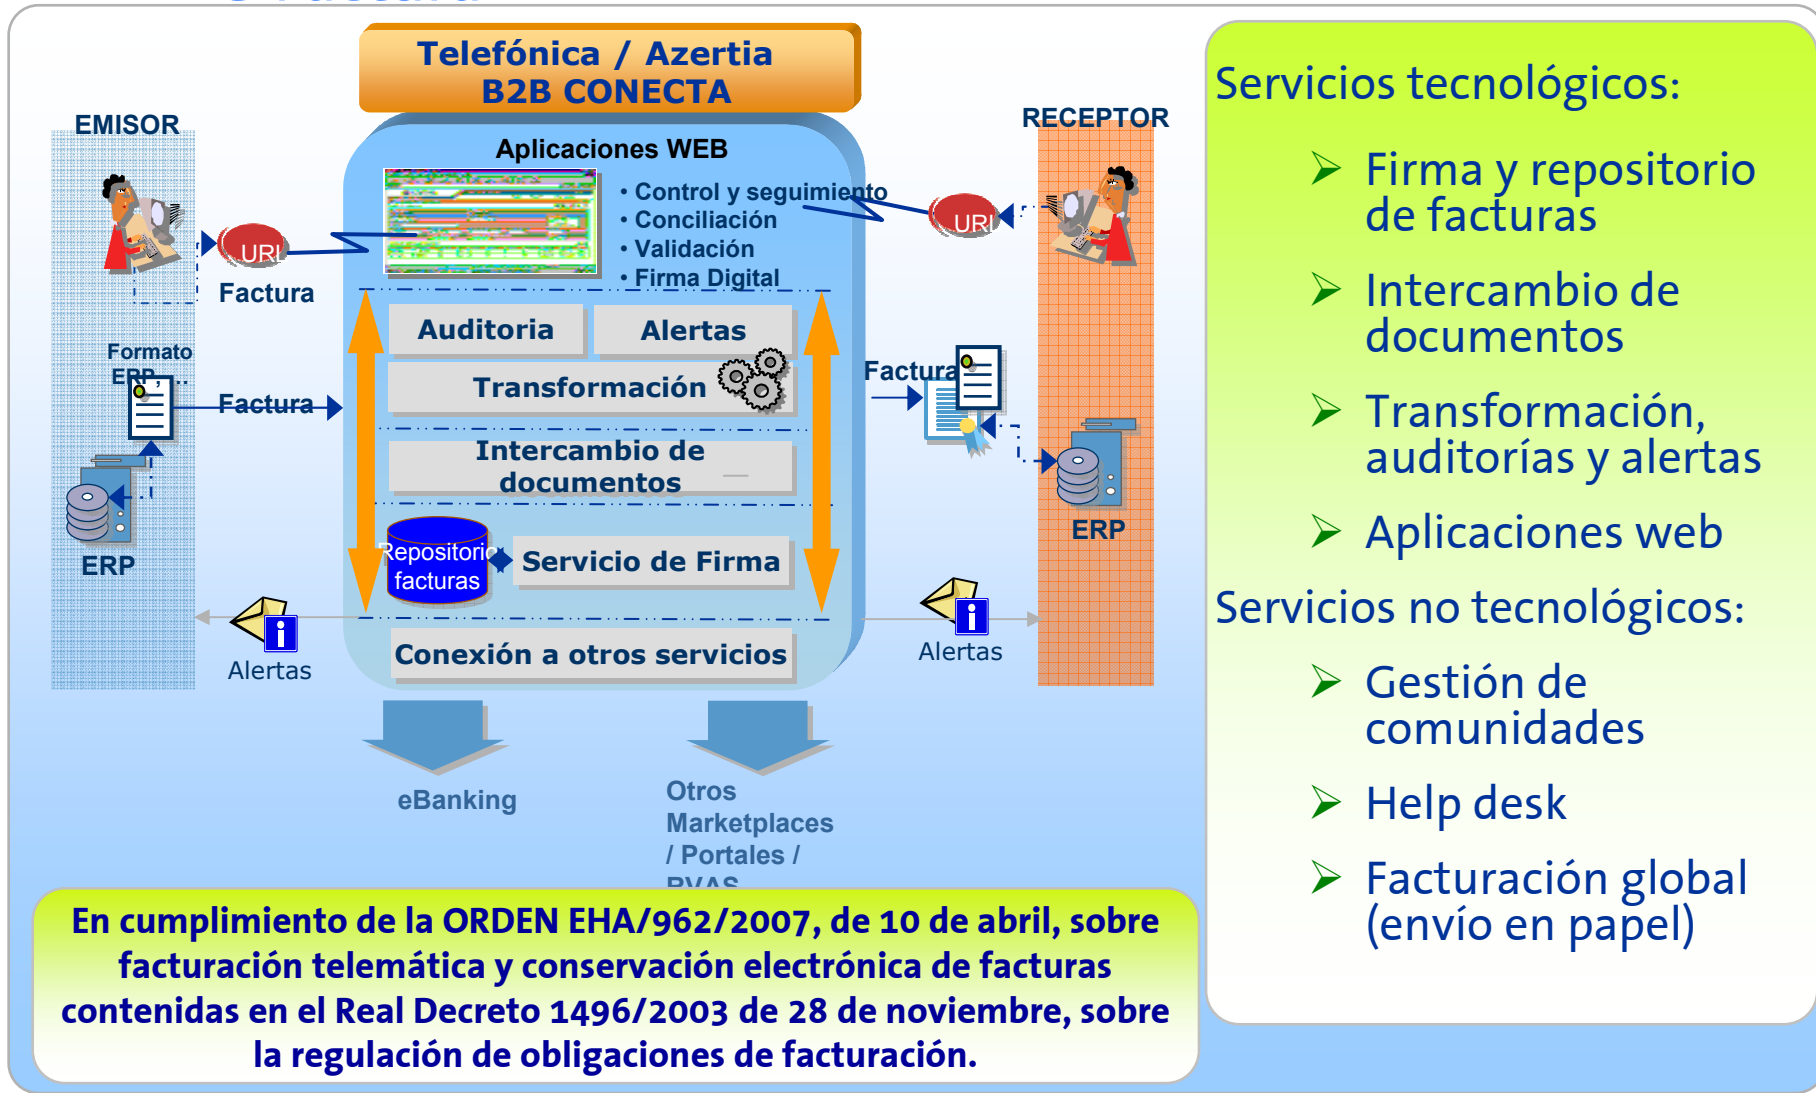 Telefónica / Azertia
B2B CONECTA
EMISOR
RECEPTOR
Aplicaciones WEB
• Control y seguimiento
• Conciliación
• Validación
• Firma Digital
URL
URL
Factura
Auditoria
Alertas
Formato
ERP, ...
Transformación
Factura
Factura
Intercambio de
documentos
ERP
ERP
Repositorio
facturas
Servicio de Firma
Alertas
Alertas
Conexión a otros servicios
eBanking
Otros
Marketplaces
/ Portales /
En cumplimiento de la ORDEN EHA/962/2007, de 10 de abril, sobre
facturación telemática y conservación electrónica de facturas
contenidas en el Real Decreto 1496/2003 de 28 de noviembre, sobre
la regulación de obligaciones de facturación.
Servicios tecnológicos:
Firma y repositorio
de facturas
Intercambio de
documentos
Transformación,
auditorías y alertas
Aplicaciones web
Servicios no tecnológicos:
Gestión de
comunidades
Help desk
Facturación global
(envío en papel)